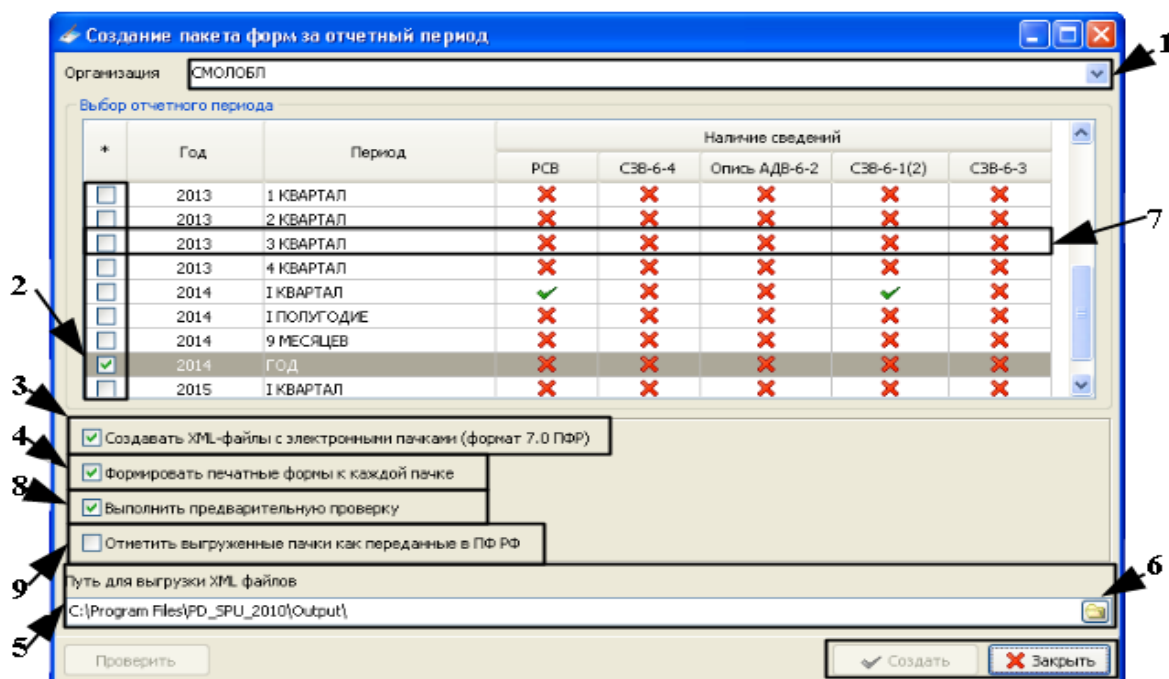 Создание пакета форм за отчетный период
1
Организация СМОЛОБЛ
Выбор отчетного периода
* Год Период Наличие сведений
РСВ СЗВ-6-4 Опись АДВ-6-2 СЗВ-6-1(2) СЗВ-6-3
2013 1 КВАРТАЛ
2013 2 КВАРТАЛ
7
2013 3 КВАРТАЛ
2013 4 КВАРТАЛ
2
2014 I КВАРТАЛ
2014 I ПОЛУГОДИЕ
2014 9 МЕСЯЦЕВ
2014 ГОД
2015 I КВАРТАЛ
3
Создавать XML-файлы с электронными пачками (формат 7.0 ПФР)
4
Формировать печатные формы к каждой пачке
8
Выполнить предварительную проверку
Отметить выгруженные пачки как переданные в ПФ РФ
9
6
Путь для выгрузки XML файлов
C:\Program Files\PD_SPU_2010\Output\
5
Проверить Создать Закрыть